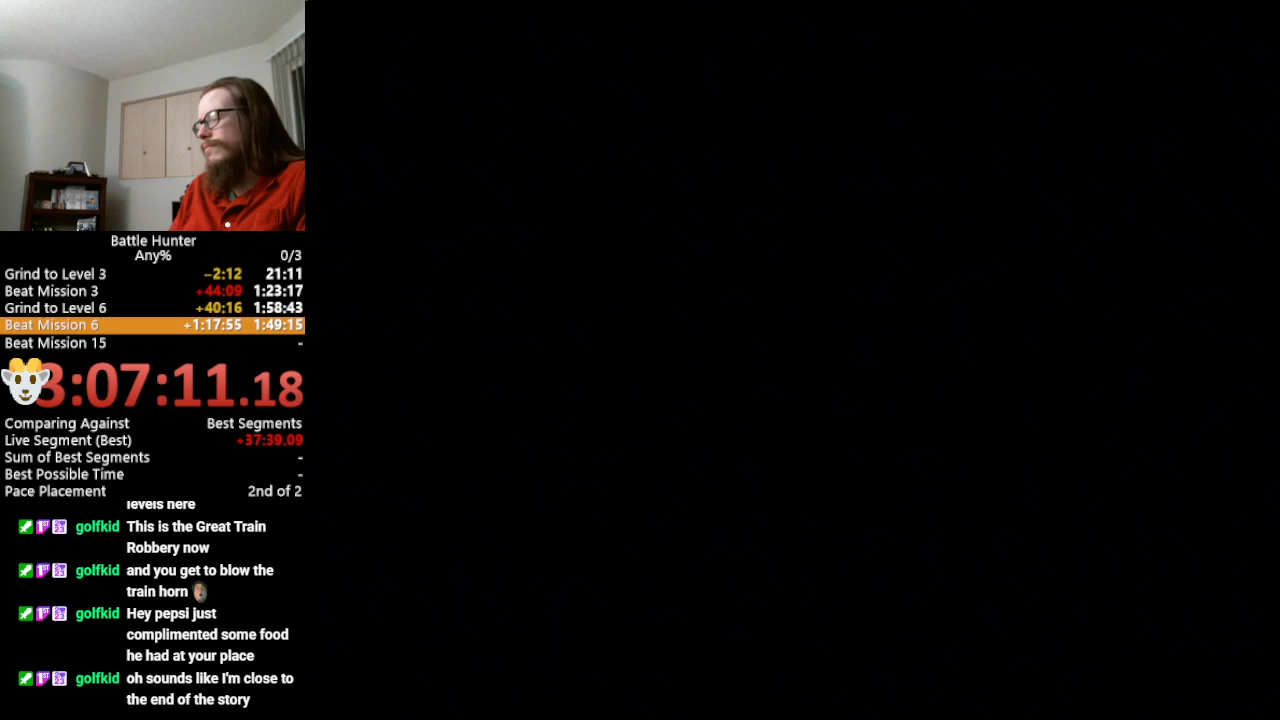 Battle Hunter
Any% 0/3
Grind to Level 3 −2:12 21:11
Beat Mission 3 +44:09 1:23:17
Grind to Level 6 +40:16 1:58:43
Beat Mission 6 +1:17:55 1:49:15
Beat Mission 15 -
3:07:11.18
Comparing Against Best Segments
Live Segment (Best) +37:39.09
Sum of Best Segments -
Best Possible Time -
Pace Placement 2nd of 2
levels here
golfkid This is the Great Train
Robbery now
golfkid and you get to blow the
train horn
golfkid Hey pepsi just
complimented some food
he had at your place
golfkid oh sounds like I'm close to
the end of the story